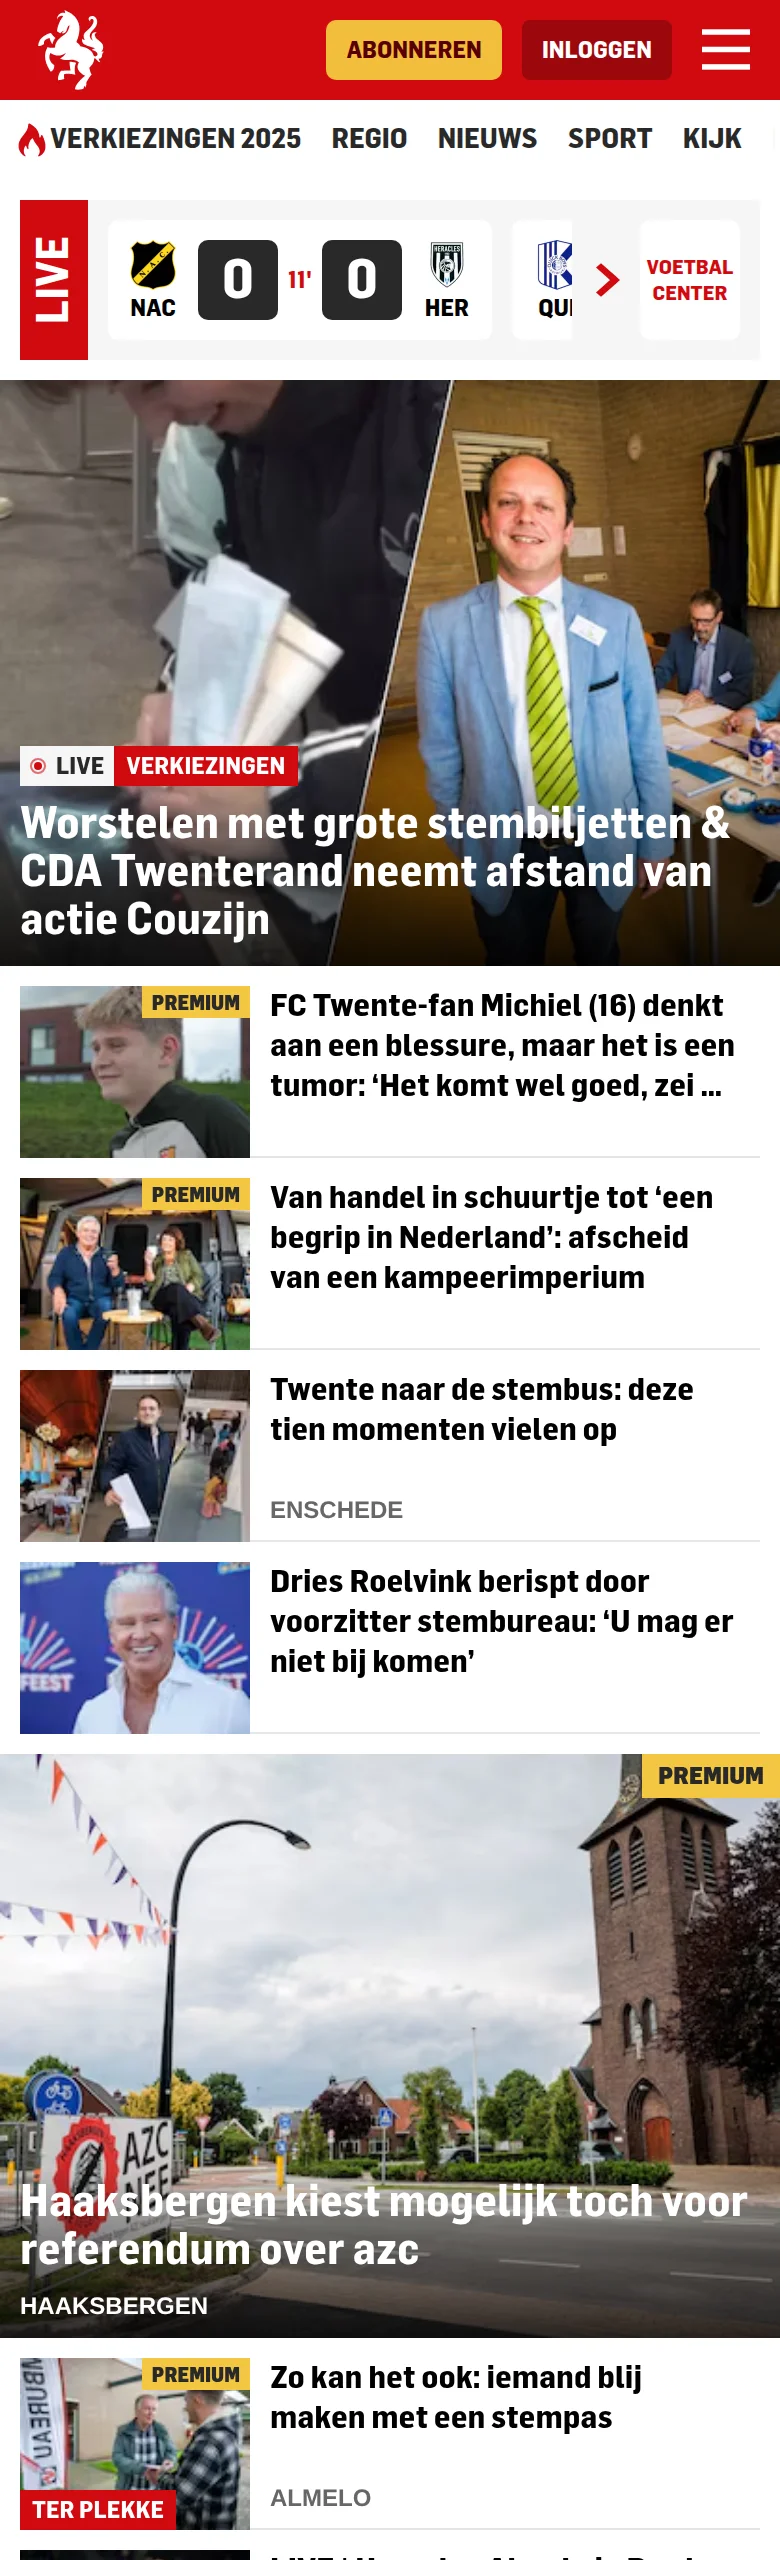 ABONNEREN
INLOGGEN
VERKIEZINGEN 2025 REGIO NIEUWS SPORT KIJK
LIVE
NAC 0 11' 0 HER
HERACLES
N.A.C.
QUI
VOETBAL
CENTER
LIVE VERKIEZINGEN
Worstelen met grote stembiljetten &
CDA Twenterand neemt afstand van
actie Couzijn
PREMIUM
FC Twente-fan Michiel (16) denkt
aan een blessure, maar het is een
tumor: ‘Het komt wel goed, zei ...
PREMIUM
Van handel in schuurtje tot ‘een
begrip in Nederland’: afscheid
van een kampeerimperium
Twente naar de stembus: deze
tien momenten vielen op
ENSCHEDE
FEEST
Dries Roelvink berispt door
voorzitter stembureau: ‘U mag er
niet bij komen’
PREMIUM
AZC
Haaksbergen kiest mogelijk toch voor
referendum over azc
HAAKSBERGEN
PREMIUM
MBUREAU
TER PLEKKE
Zo kan het ook: iemand blij
maken met een stempas
ALMELO